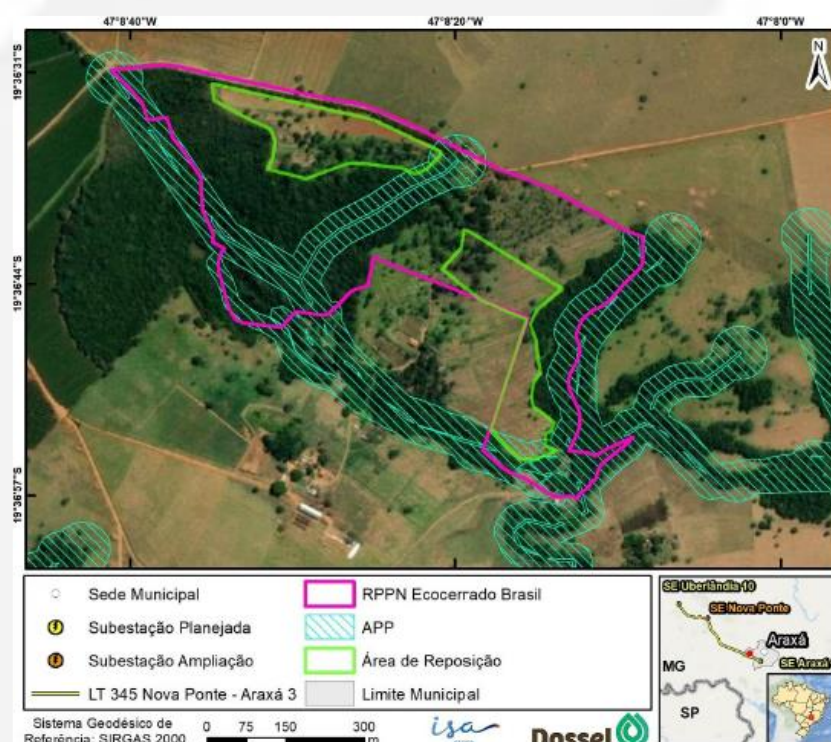 47°8'40"W 47°8'20"W 47°8'0"W
19°36'31"S
19°36'44"S
19°36'57"S
N
Sede Municipal
Subestação Planejada
Subestação Ampliação
LT 345 Nova Ponte - Araxá 3
RPPN Ecocerrado Brasil
APP
Área de Reposição
Limite Municipal
SE Uberlândia 10
SE Nova Ponte
Araxá
SE Araxá
MG
SP
Sistema Geodésico de
Referência: SIRGAS 2000
0 75 150 300
m
isa
Dossel